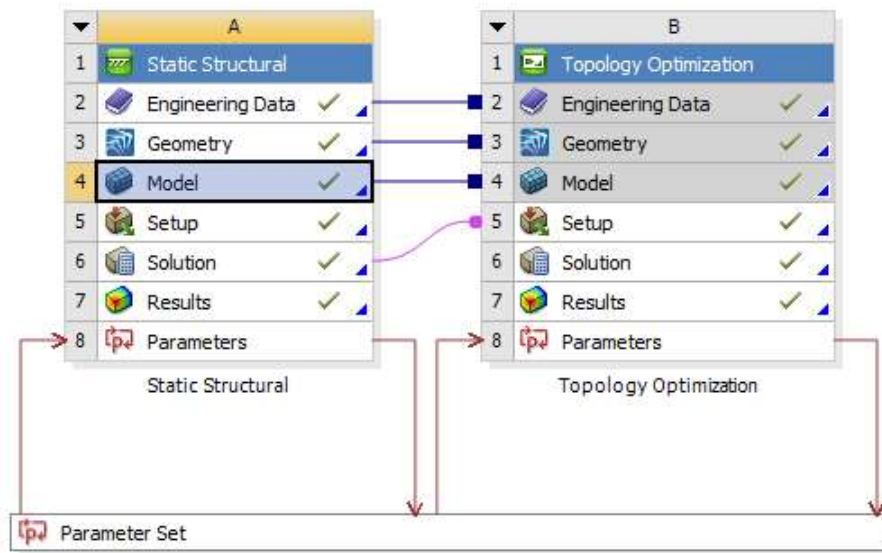 A
1 Static Structural
2 Engineering Data
3 Geometry
4 Model
5 Setup
6 Solution
7 Results
8 Parameters
Static Structural
B
1 Topology Optimization
2 Engineering Data
3 Geometry
4 Model
5 Setup
6 Solution
7 Results
8 Parameters
Topology Optimization
Parameter Set